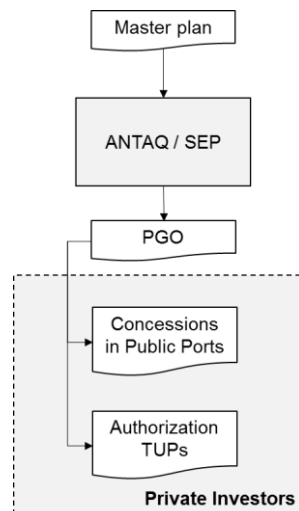 Master plan
ANTAQ / SEP
PGO
Concessions
in Public Ports
Authorization
TUPs
Private Investors